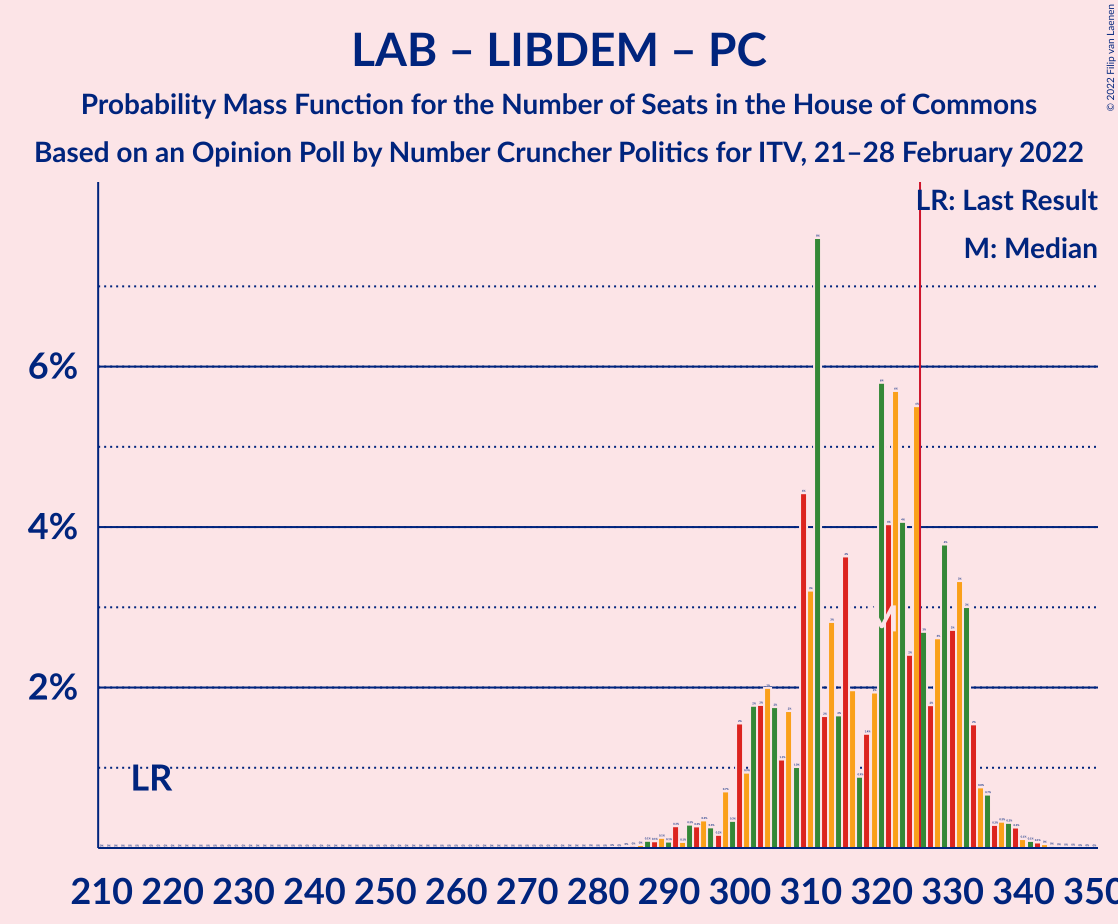 LAB – LIBDEM – PC
Probability Mass Function for the Number of Seats in the House of Commons
Based on an Opinion Poll by Number Cruncher Politics for ITV, 21–28 February 2022
© 2022 Filip van Laenen
LR: Last Result
M: Median
6%
4%
2%
LR
M
210 220 230 240 250 260 270 280 290 300 310 320 330 340 350